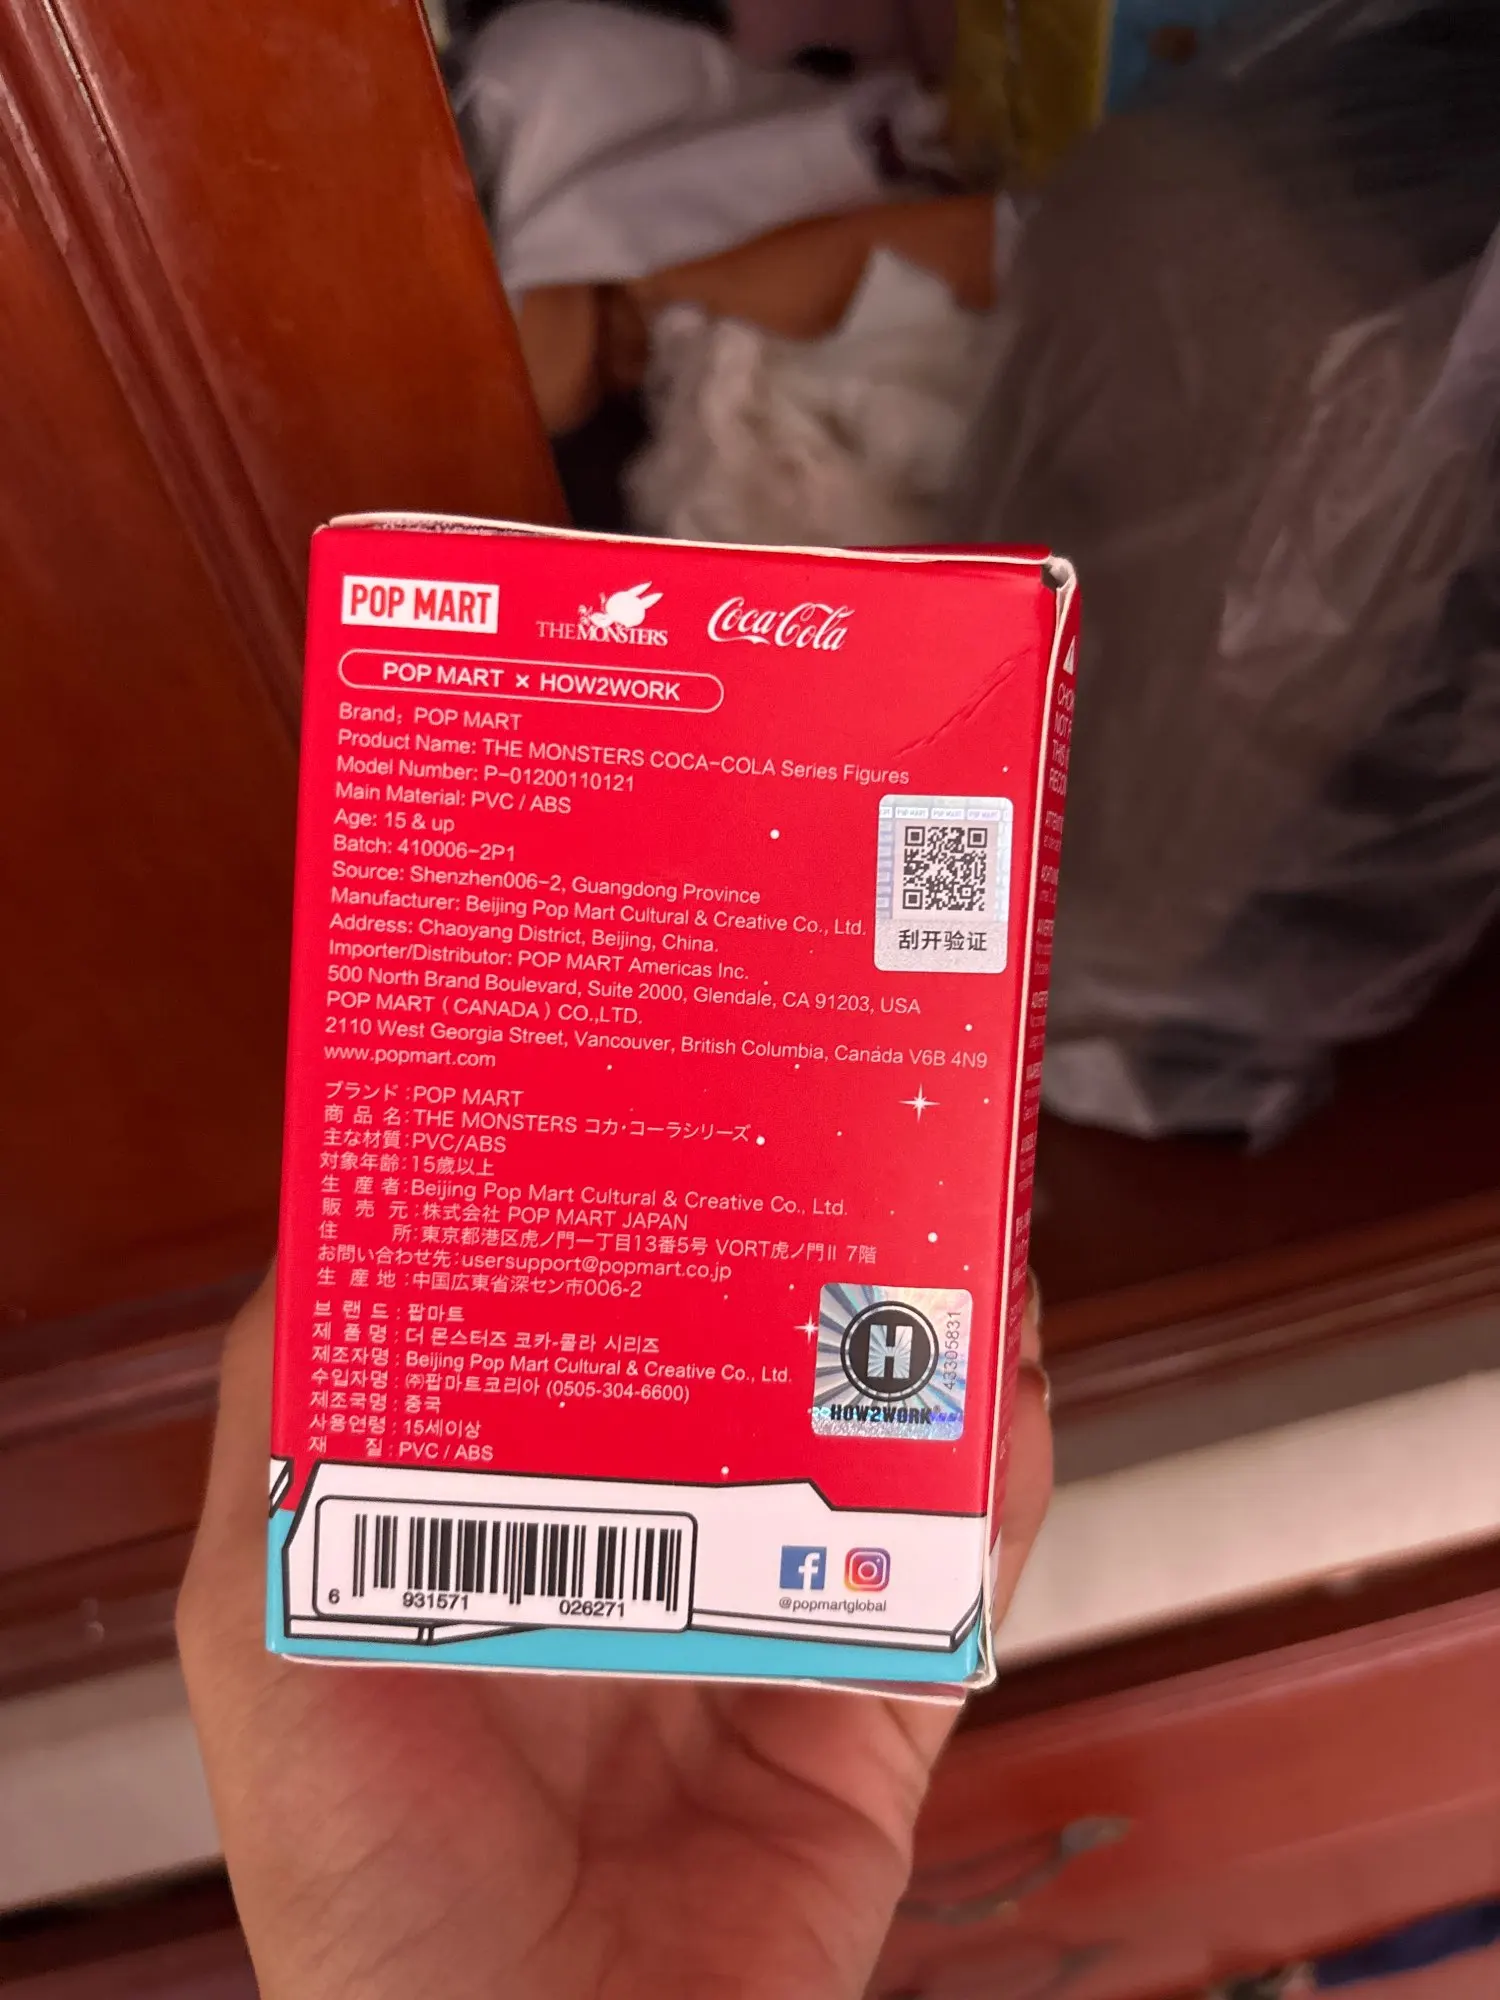 POP MART
THE MONSTERS
Coca-Cola
POP MART × HOW2WORK
Brand: POP MART
Product Name: THE MONSTERS COCA-COLA Series Figures
Model Number: P-01200110121
Main Material: PVC / ABS
Age: 15 & up
Batch: 410006-2P1
Source: Shenzhen006-2, Guangdong Province
Manufacturer: Beijing Pop Mart Cultural & Creative Co., Ltd.
Address: Chaoyang District, Beijing, China.
Importer/Distributor: POP MART Americas Inc.
500 North Brand Boulevard, Suite 2000, Glendale, CA 91203, USA
POP MART (CANADA) CO.,LTD.
2110 West Georgia Street, Vancouver, British Columbia, Canada V6B 4N9
www.popmart.com
刮开验证
ブランド:POP MART
商品名:THE MONSTERS コカ·コーラシリーズ
主な材質:PVC/ABS
対象年齢:15歳以上
生産者:Beijing Pop Mart Cultural & Creative Co., Ltd.
販売元:株式会社 POP MART JAPAN
住所:東京都港区虎ノ門一丁目13番5号 VORT虎ノ門II 7階
お問い合わせ先:usersupport@popmart.co.jp
生産地:中国広東省深セン市006-2
브랜드 : 팝마트
제품명 : 더 몬스터즈 코카-콜라 시리즈
제조자명 : Beijing Pop Mart Cultural & Creative Co., Ltd.
수입자명 : ㈜팝마트코리아 (0505-304-6600)
제조국명 : 중국
사용연령 : 15세이상
재질 : PVC / ABS
H
HOW2WORK
43305831
6 931571 026271
@popmartglobal